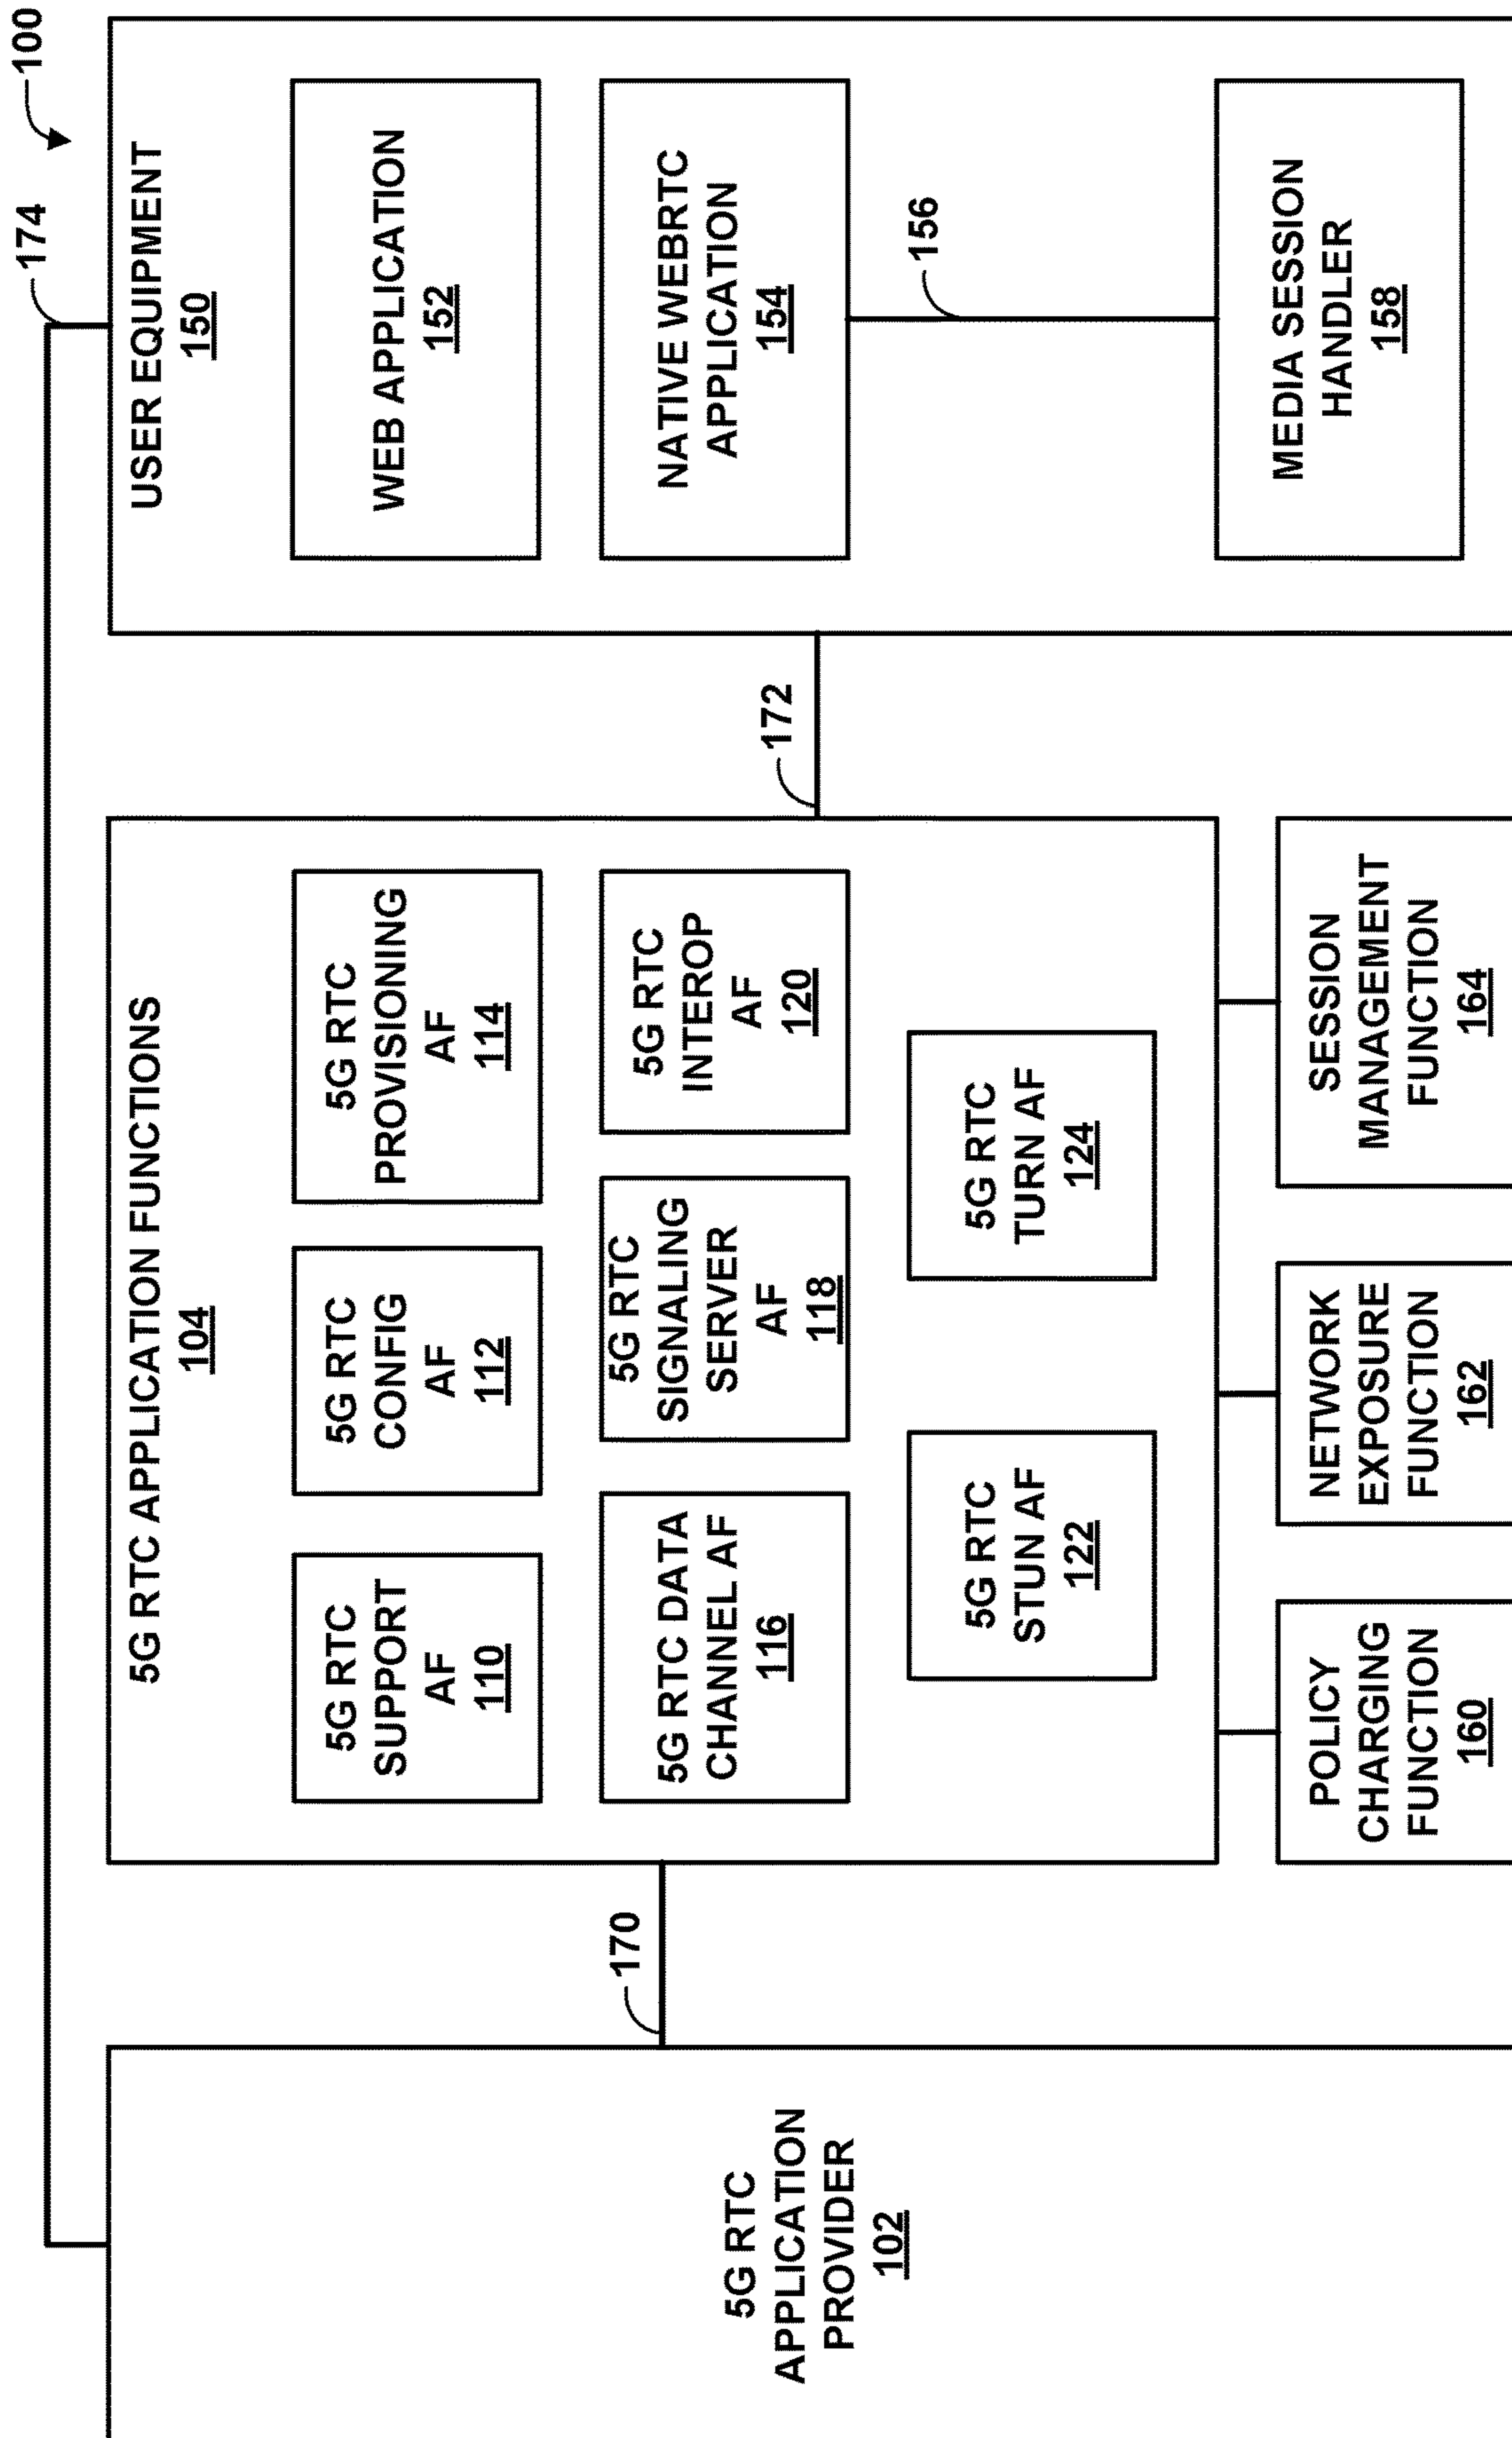 100
174
5G RTC
APPLICATION
PROVIDER
102
170
5G RTC APPLICATION FUNCTIONS
104
5G RTC
SUPPORT
AF
110
5G RTC
CONFIG
AF
112
5G RTC
PROVISIONING
AF
114
5G RTC DATA
CHANNEL AF
116
5G RTC
SIGNALING
SERVER
AF
118
5G RTC
INTEROP
AF
120
5G RTC
STUN AF
122
5G RTC
TURN AF
124
POLICY
CHARGING
FUNCTION
160
NETWORK
EXPOSURE
FUNCTION
162
SESSION
MANAGEMENT
FUNCTION
164
172
USER EQUIPMENT
150
WEB APPLICATION
152
NATIVE WEBRTC
APPLICATION
154
156
MEDIA SESSION
HANDLER
158